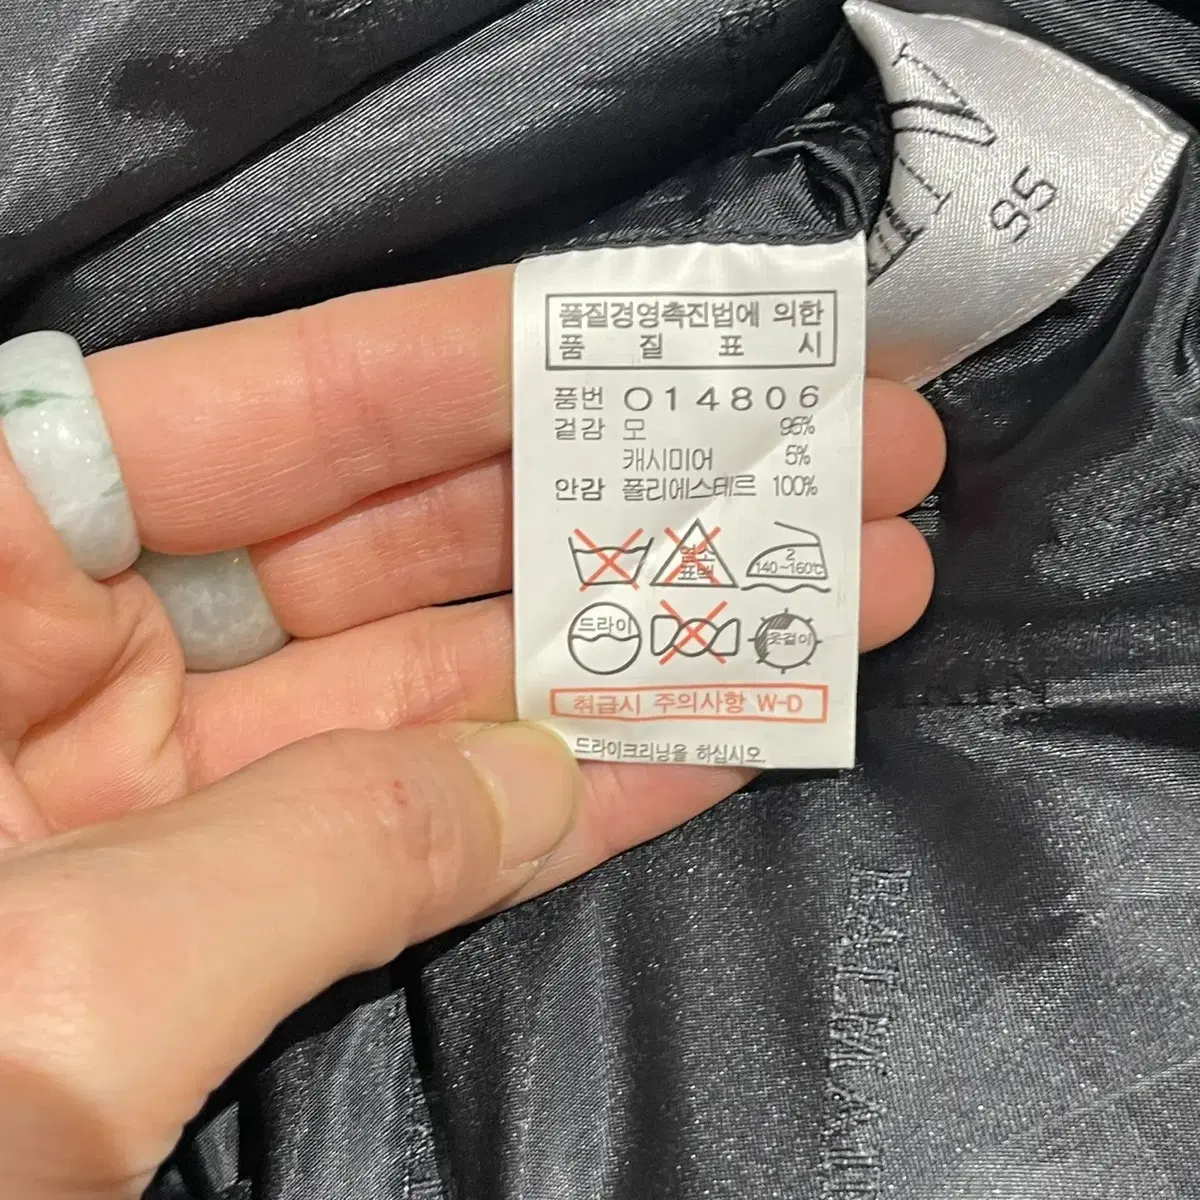 품질경영촉진법에 의한
품 질 표 시
품번 O14806
겉감 모 95%
캐시미어 5%
안감 폴리에스테르 100%
염소
표백
2
140~160℃
드라이
옷걸이
취급시 주의사항 W-D
드라이크리닝을 하십시오.